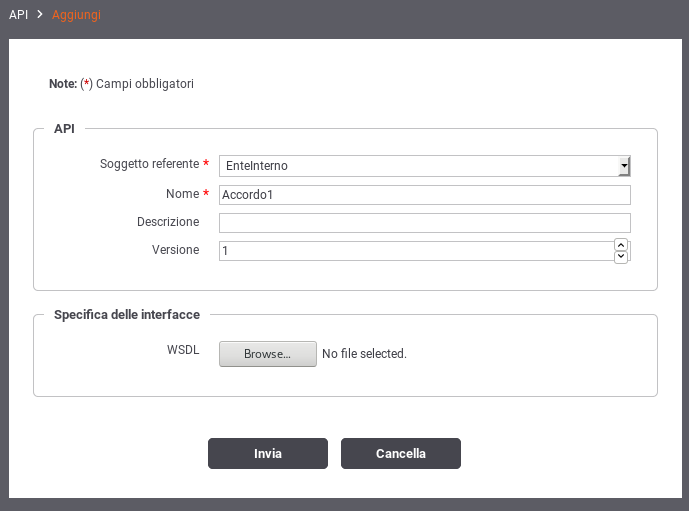 API > Aggiungi
Note: (*) Campi obbligatori
API
Soggetto referente * EnteInterno
Nome * Accordo1
Descrizione
Versione 1
Specifica delle interfacce
WSDL Browse... No file selected.
Invia Cancella